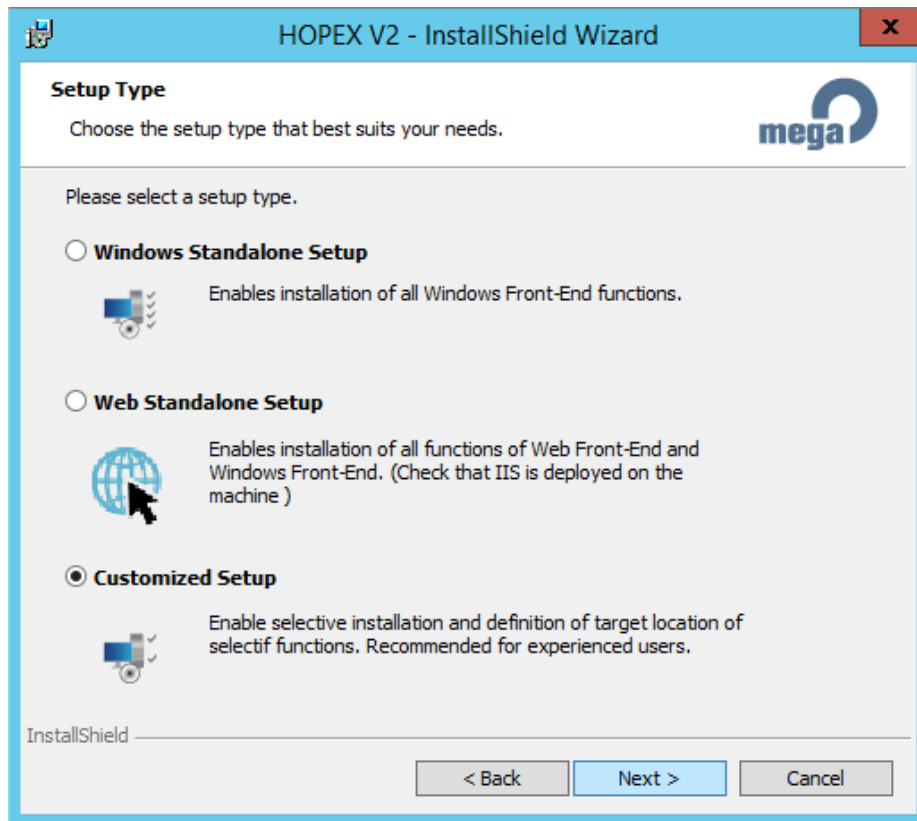 HOPEX V2 - InstallShield Wizard
x
Setup Type
Choose the setup type that best suits your needs.
mega
Please select a setup type.
Windows Standalone Setup
Enables installation of all Windows Front-End functions.
Web Standalone Setup
Enables installation of all functions of Web Front-End and
Windows Front-End. (Check that IIS is deployed on the
machine )
Customized Setup
Enable selective installation and definition of target location of
selectif functions. Recommended for experienced users.
InstallShield
< Back
Next >
Cancel